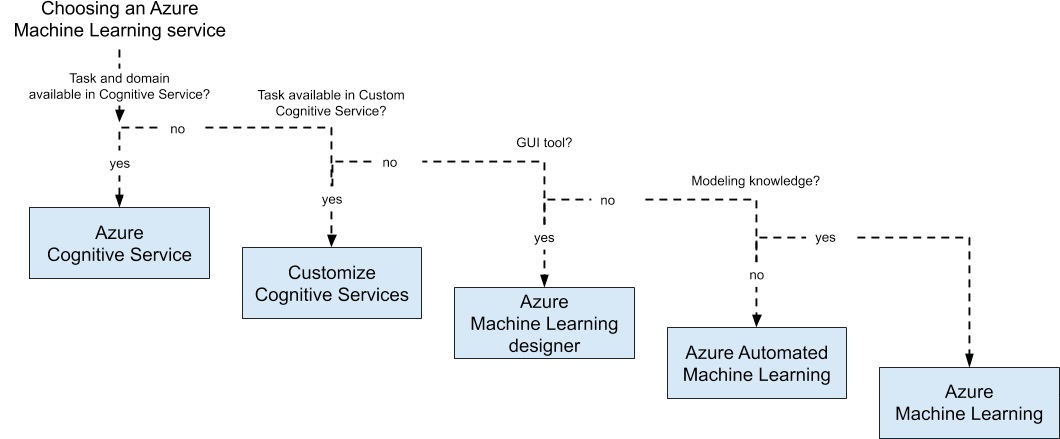 Choosing an Azure
Machine Learning service
Task and domain
available in Cognitive Service?
Task available in Custom
Cognitive Service?
no
GUI tool?
yes
no
Modeling knowledge?
yes
no
Azure
Cognitive Service
yes
yes
Customize
Cognitive Services
no
Azure
Machine Learning
designer
Azure Automated
Machine Learning
Azure
Machine Learning